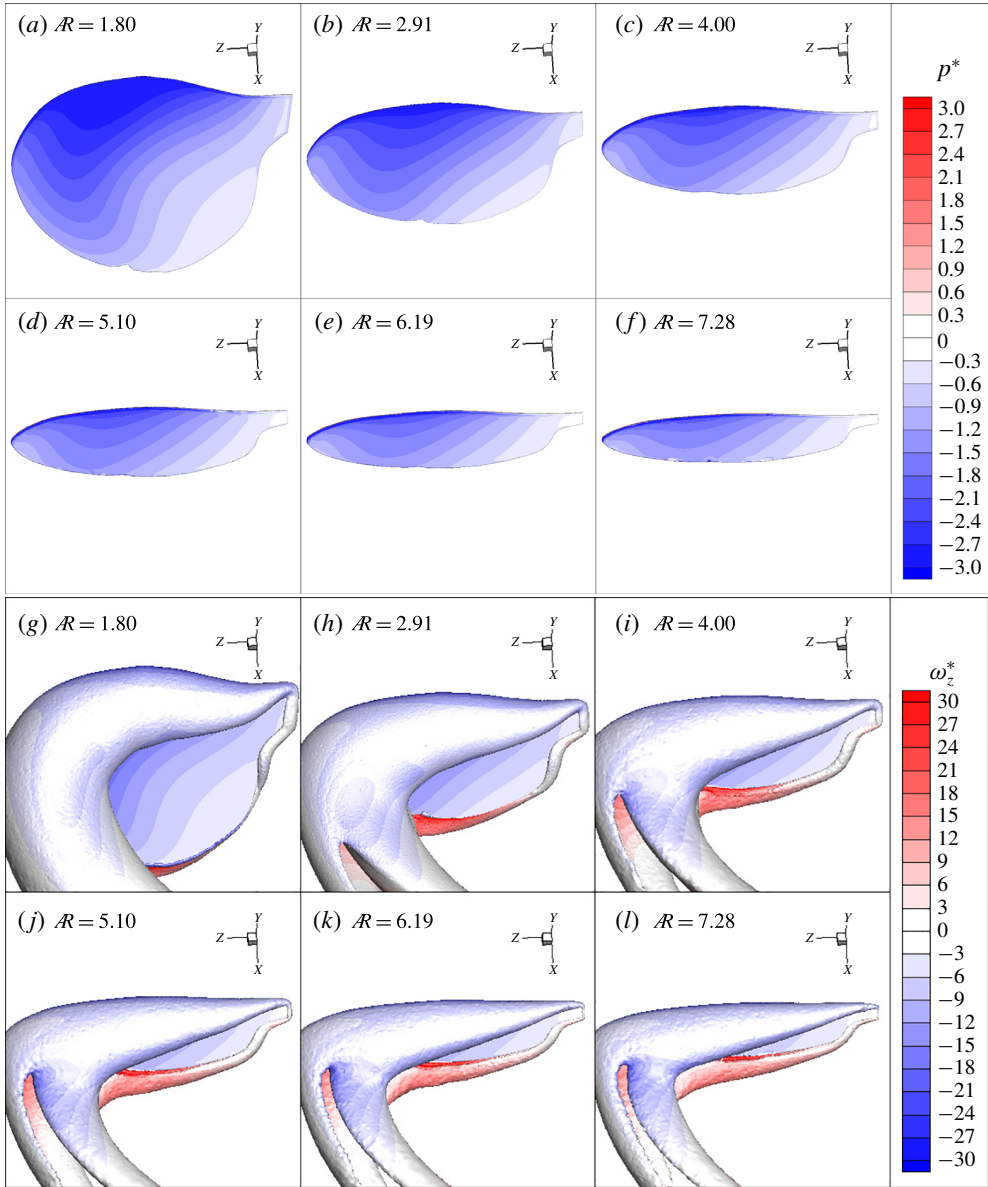 (a) Æ = 1.80
(b) Æ = 2.91
(c) Æ = 4.00
Z Y X
Z Y X
Z Y X
(d) Æ = 5.10
(e) Æ = 6.19
(f) Æ = 7.28
Z Y X
Z Y X
Z Y X
p*
3.0
2.7
2.4
2.1
1.8
1.5
1.2
0.9
0.6
0.3
0
−0.3
−0.6
−0.9
−1.2
−1.5
−1.8
−2.1
−2.4
−2.7
−3.0
(g) Æ = 1.80
(h) Æ = 2.91
(i) Æ = 4.00
Z Y X
Z Y X
Z Y X
(j) Æ = 5.10
(k) Æ = 6.19
(l) Æ = 7.28
Z Y X
Z Y X
Z Y X
ω*z
30
27
24
21
18
15
12
9
6
3
0
−3
−6
−9
−12
−15
−18
−21
−24
−27
−30